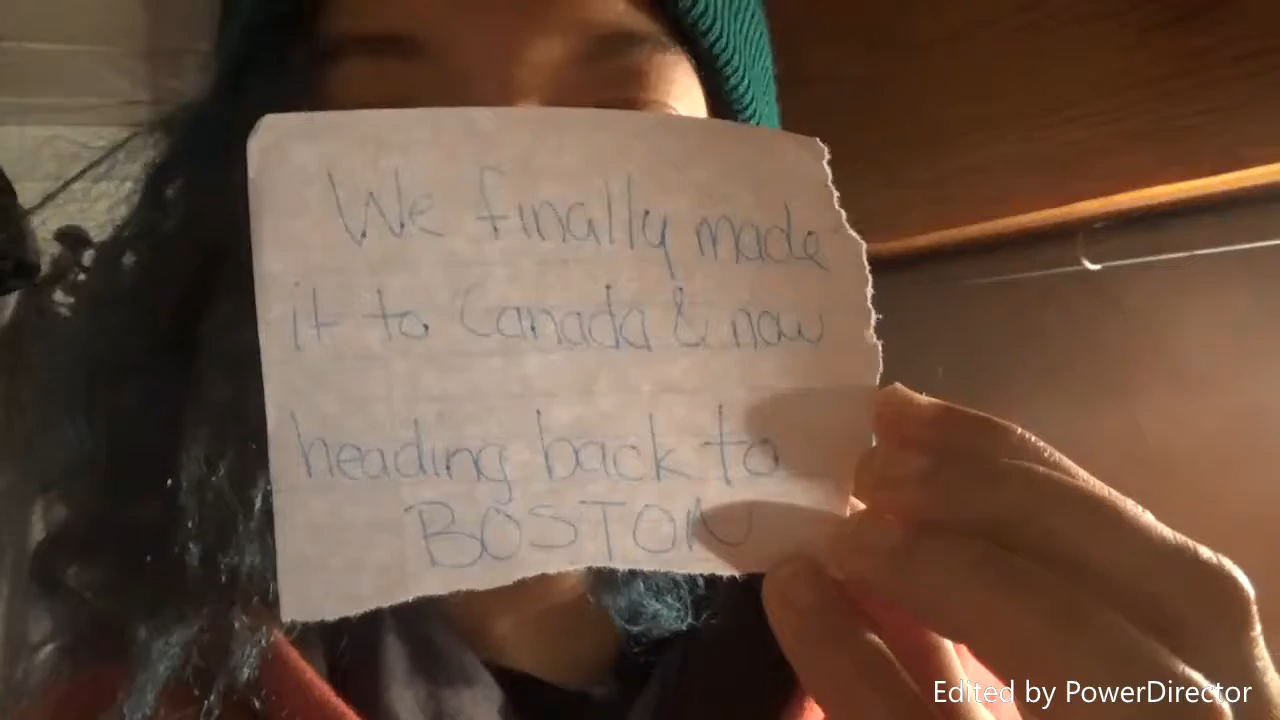 We finally made
it to Canada & now
heading back to
BOSTON
Edited by PowerDirector